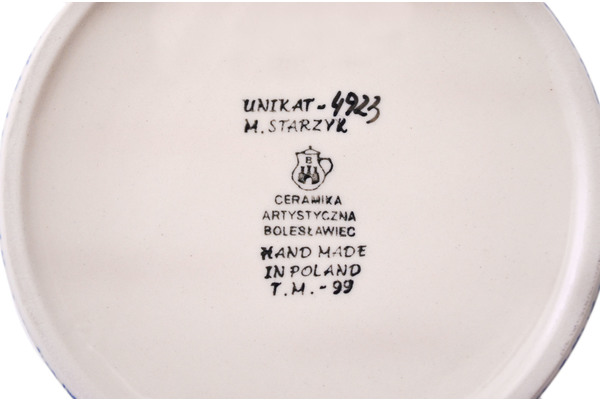 UNIKAT-4923
M. STARZYK
B
CERAMIKA
ARTYSTYCZNA
BOLESŁAWIEC
HAND MADE
IN POLAND
T.M.-99